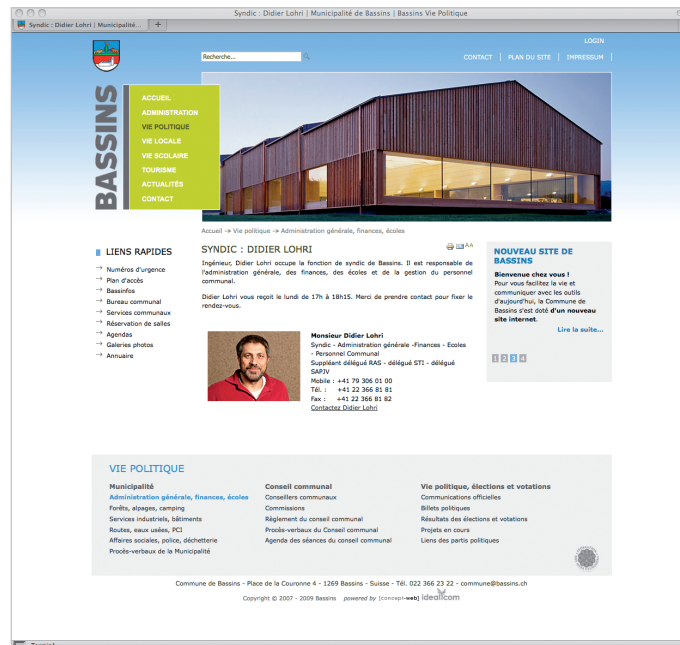 Syndic : Didier Lohri | Municipalité de Bassins | Bassins Vie Politique
Syndic : Didier Lohri | Municipalité... +
LOGIN
Recherche...
CONTACT | PLAN DU SITE | IMPRESSUM |
BASSINS
ACCUEIL
ADMINISTRATION
VIE POLITIQUE
VIE LOCALE
VIE SCOLAIRE
TOURISME
ACTUALITÉS
CONTACT
Accueil -> Vie politique -> Administration générale, finances, écoles
LIENS RAPIDES
→ Numéros d'urgence
→ Plan d'accès
→ Bassinfos
→ Bureau communal
→ Services communaux
→ Réservation de salles
→ Agendas
→ Galeries photos
→ Annuaire
SYNDIC : DIDIER LOHRI
AA
Ingénieur, Didier Lohri occupe la fonction de syndic de Bassins. Il est responsable de
l'administration générale, des finances, des écoles et de la gestion du personnel
communal.
Didier Lohri vous reçoit le lundi de 17h à 18h15. Merci de prendre contact pour fixer le
rendez-vous.
Monsieur Didier Lohri
Syndic - Administration générale -Finances - Ecoles
- Personnel Communal
Suppléant délégué RAS - délégué STI - délégué
SAPJV
Mobile : +41 79 306 01 00
Tél. : +41 22 366 81 81
Fax : +41 22 366 81 82
Contactez Didier Lohri
NOUVEAU SITE DE
BASSINS
Bienvenue chez vous !
Pour vous facilitez la vie et
communiquer avec les outils
d'aujourd'hui, la Commune de
Bassins s'est doté d'un nouveau
site internet.
Lire la suite...
1 2 3 4
VIE POLITIQUE
Municipalité
Administration générale, finances, écoles
Forêts, alpages, camping
Services industriels, bâtiments
Routes, eaux usées, PCI
Affaires sociales, police, déchetterie
Procès-verbaux de la Municipalité
Conseil communal
Conseillers communaux
Commissions
Règlement du conseil communal
Procès-verbaux du Conseil communal
Agenda des séances du conseil communal
Vie politique, élections et votations
Communications officielles
Billets politiques
Résultats des élections et votations
Projets en cours
Liens des partis politiques
Commune de Bassins - Place de la Couronne 4 - 1269 Bassins - Suisse - Tél. 022 366 23 22 - commune@bassins.ch
Copyright © 2007 - 2009 Bassins powered by [concept-web] ideallcom